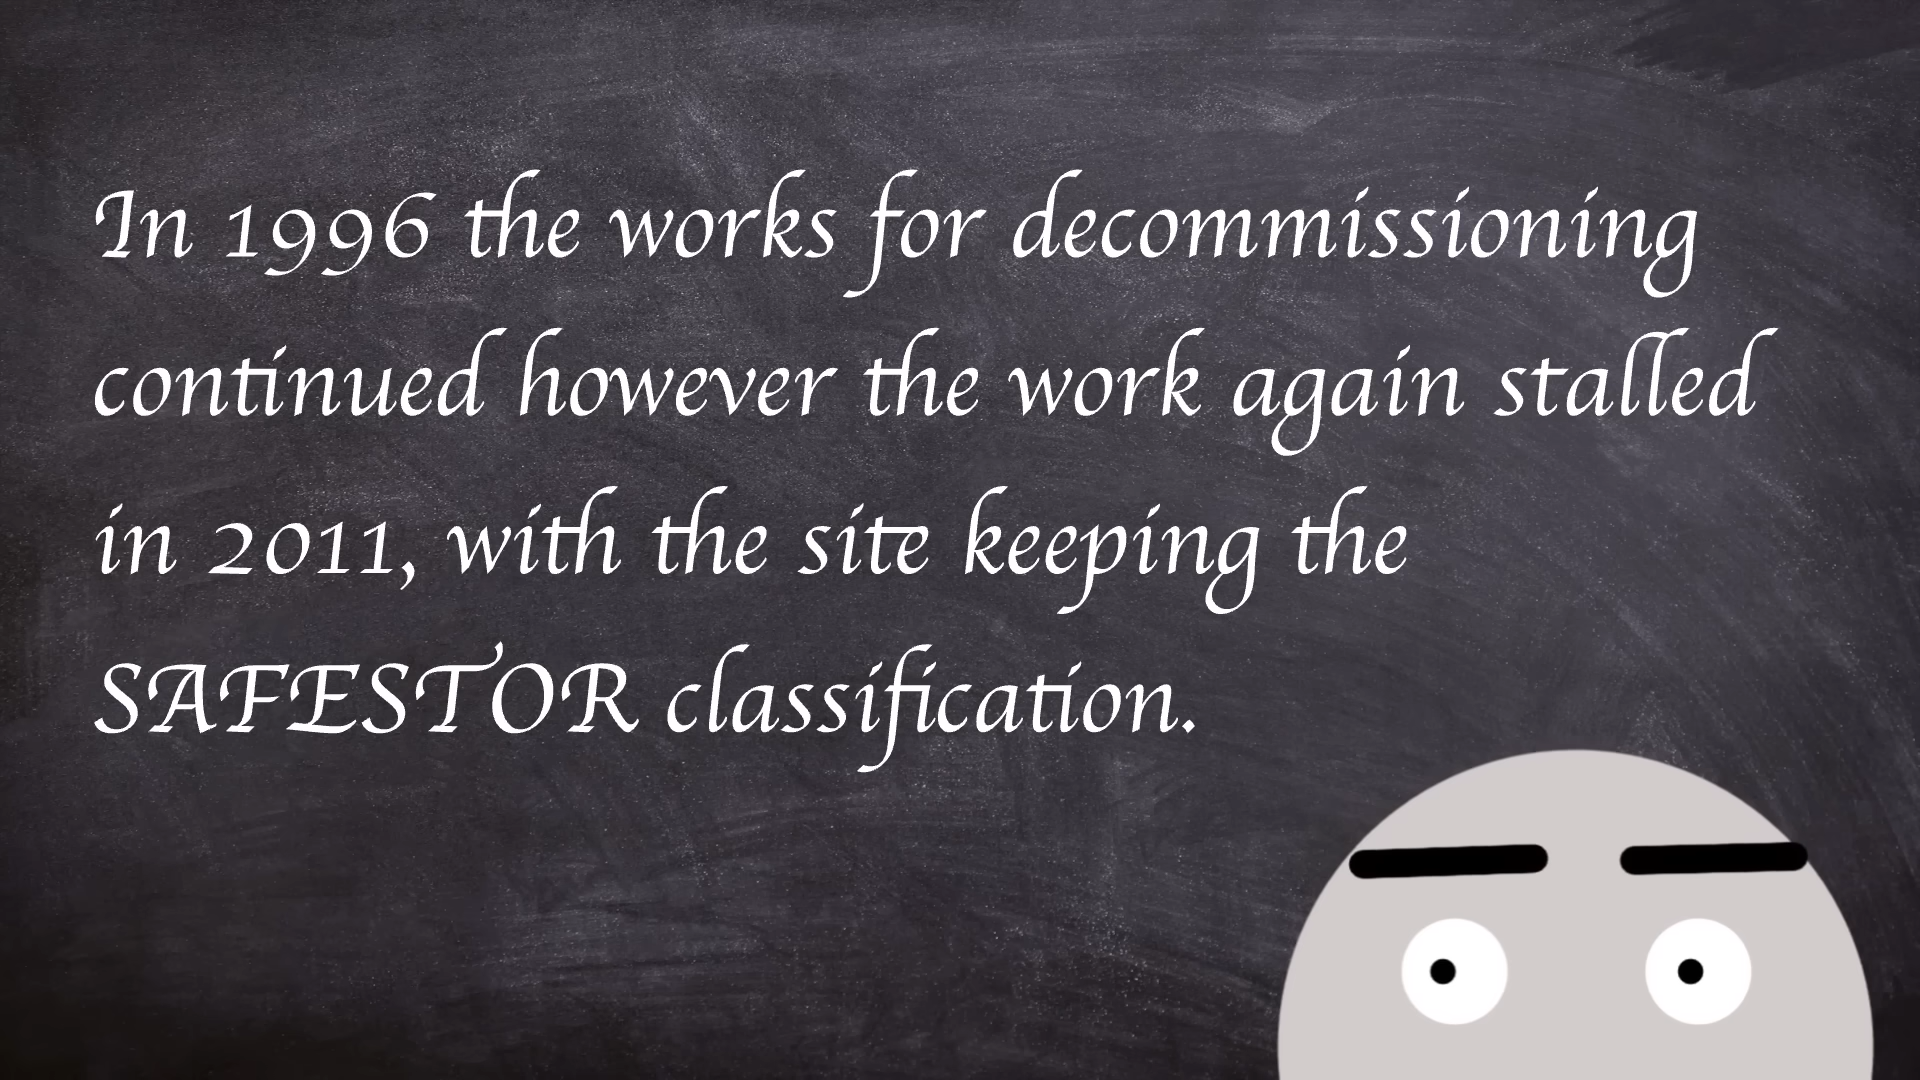 In 1996 the works for decommissioning
continued however the work again stalled
in 2011, with the site keeping the
SAFESTOR classification.